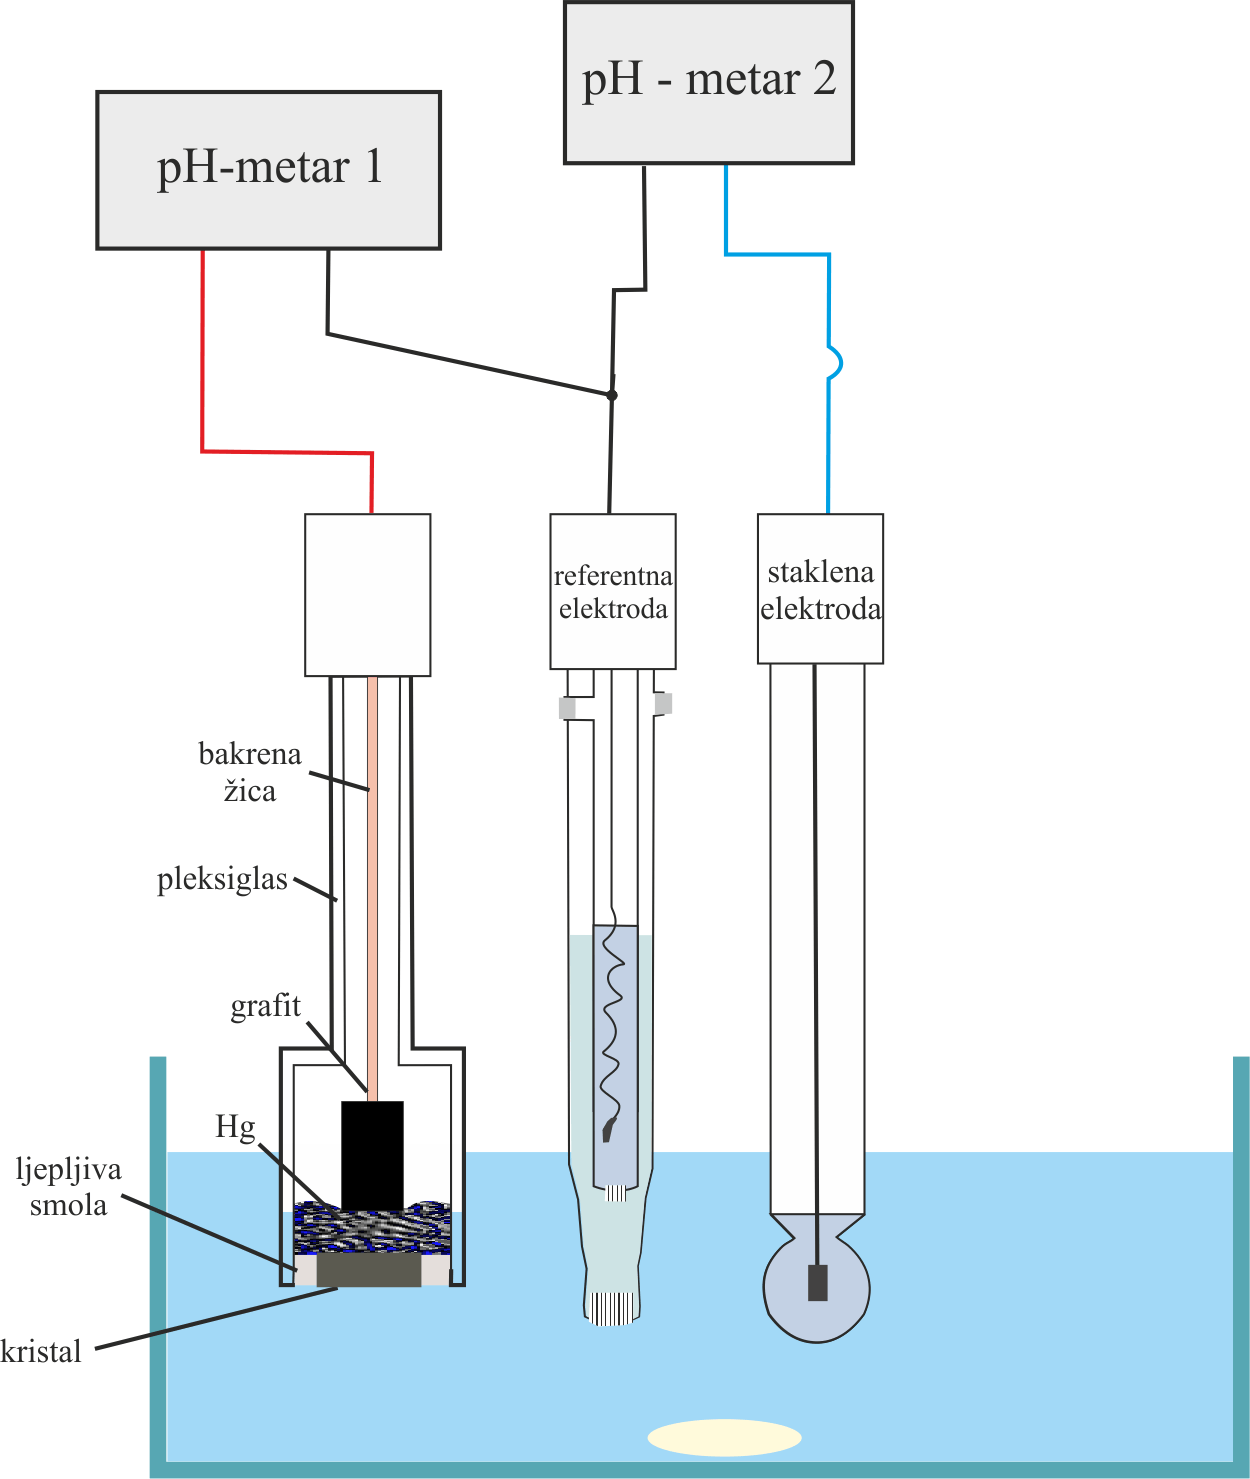 pH - metar 2
pH-metar 1
referentna
elektroda
staklena
elektroda
bakrena
žica
pleksiglas
grafit
Hg
ljepljiva
smola
kristal